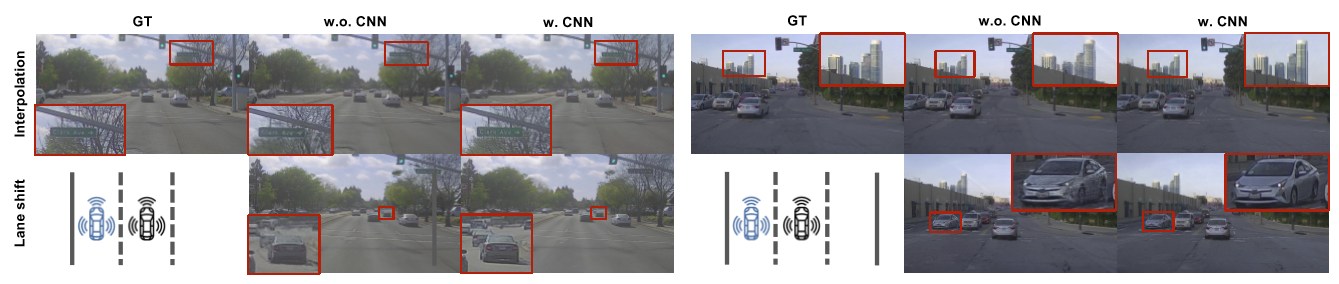 GT w.o. CNN w. CNN GT w.o. CNN w. CNN
Interpolation
Lane shift